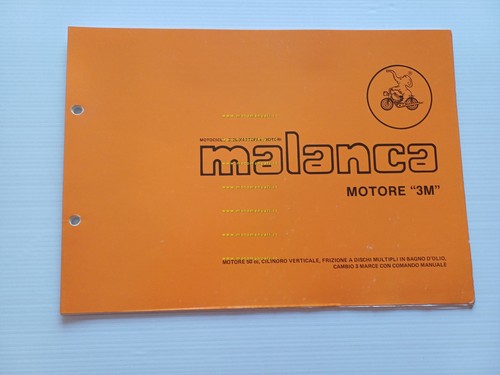 MOTOCICLI
malanca
MOTORE "3M"
MOTORE 50 cc, CILINDRO VERTICALE, FRIZIONE A DISCHI MULTIPLI IN BAGNO D'OLIO,
CAMBIO 3 MARCE CON COMANDO MANUALE